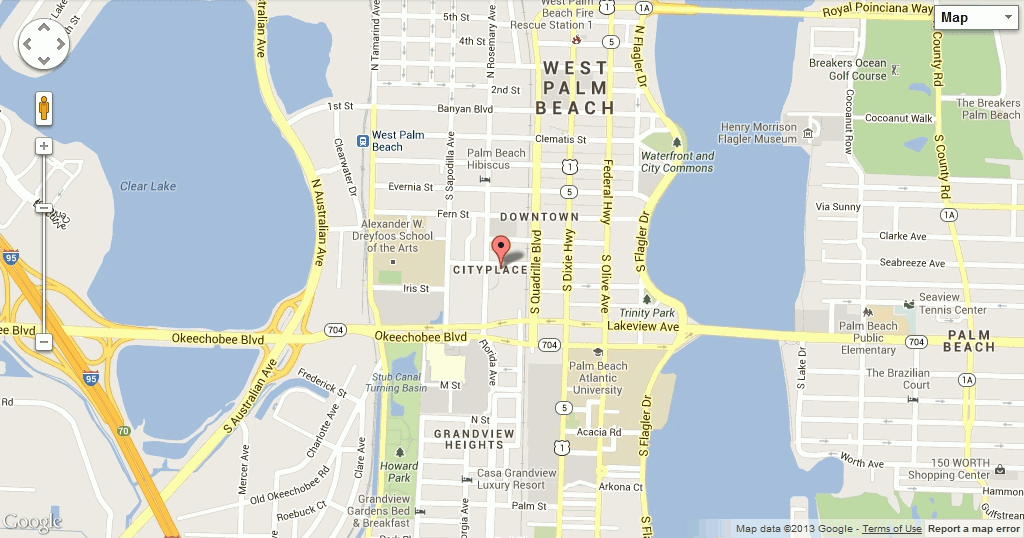 5th St
4th St
2nd St
1st St
Banyan Blvd
N Tamarind Ave
N Rosemary Ave
Australian Ave
West Palm
Beach Fire
Rescue Station 1
1
5
1A
N Flagler Dr
Royal Poinciana Way
Map
WEST
PALM
BEACH
Breakers Ocean
Golf Course
County Rd
The Breakers
Palm Beach
Cocoanut Row
Cocoanut Walk
Henry Morrison
Flagler Museum
S County Rd
West Palm
Beach
Clematis St
Palm Beach
Hibiscus
S Sapodilla Ave
Clearwater Dr
Clear Lake
N Australian Ave
Evernia St
Fern St
1
5
Federal Hwy
Waterfront and
City Commons
DOWNTOWN
Via Sunny
1A
Clarke Ave
Seabreeze Ave
Alexander W.
Dreyfoos School
of the Arts
CITYPLACE
S Quadrille Blvd
S Dixie Hwy
S Olive Ave
S Flagler Dr
95
Iris St
Trinity Park
Seaview
Tennis Center
Okeechobee Blvd
704
Okeechobee Blvd
Lakeview Ave
ee Blvd
704
Palm Beach
Public
Elementary
704
PALM
BEACH
Florida Ave
Stub Canal
Turning Basin
M St
Palm Beach
Atlantic
University
S Lake Dr
The Brazilian
Court
1A
95
S Australian Ave
Frederick St
Charlotte Ave
Rd
70
N St
GRANDVIEW
HEIGHTS
5
1
Acacia Rd
S Flagler Dr
Mercer Ave
Clare Ave
Old Okeechobee Rd
Roebuck Ct
Howard
Park
Casa Grandview
Luxury Resort
Arkona Ct
Worth Ave
150 WORTH
Shopping Center
Hammon
Gulfstream
Grandview
Gardens Bed
& Breakfast
Palm St
S Flagler Dr
Google
Map data ©2013 Google - Terms of Use Report a map error